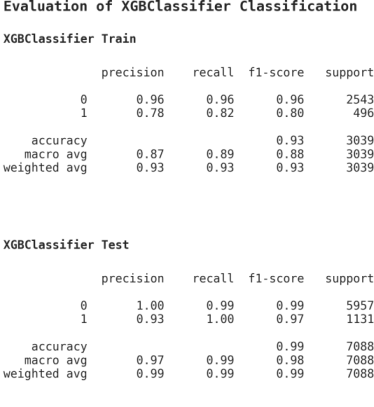 Evaluation of XGBClassifier Classification
XGBClassifier Train
precision recall f1-score support
0 0.96 0.96 0.96 2543
1 0.78 0.82 0.80 496
accuracy 0.93 3039
macro avg 0.87 0.89 0.88 3039
weighted avg 0.93 0.93 0.93 3039
XGBClassifier Test
precision recall f1-score support
0 1.00 0.99 0.99 5957
1 0.93 1.00 0.97 1131
accuracy 0.99 7088
macro avg 0.97 0.99 0.98 7088
weighted avg 0.99 0.99 0.99 7088